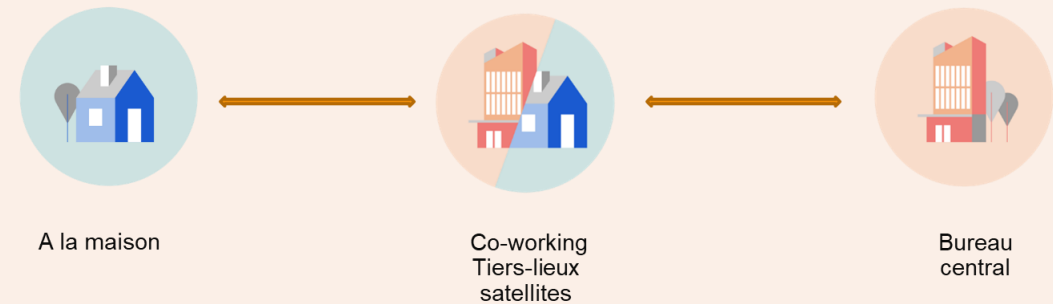 A la maison
Co-working
Tiers-lieux
satellites
Bureau
central